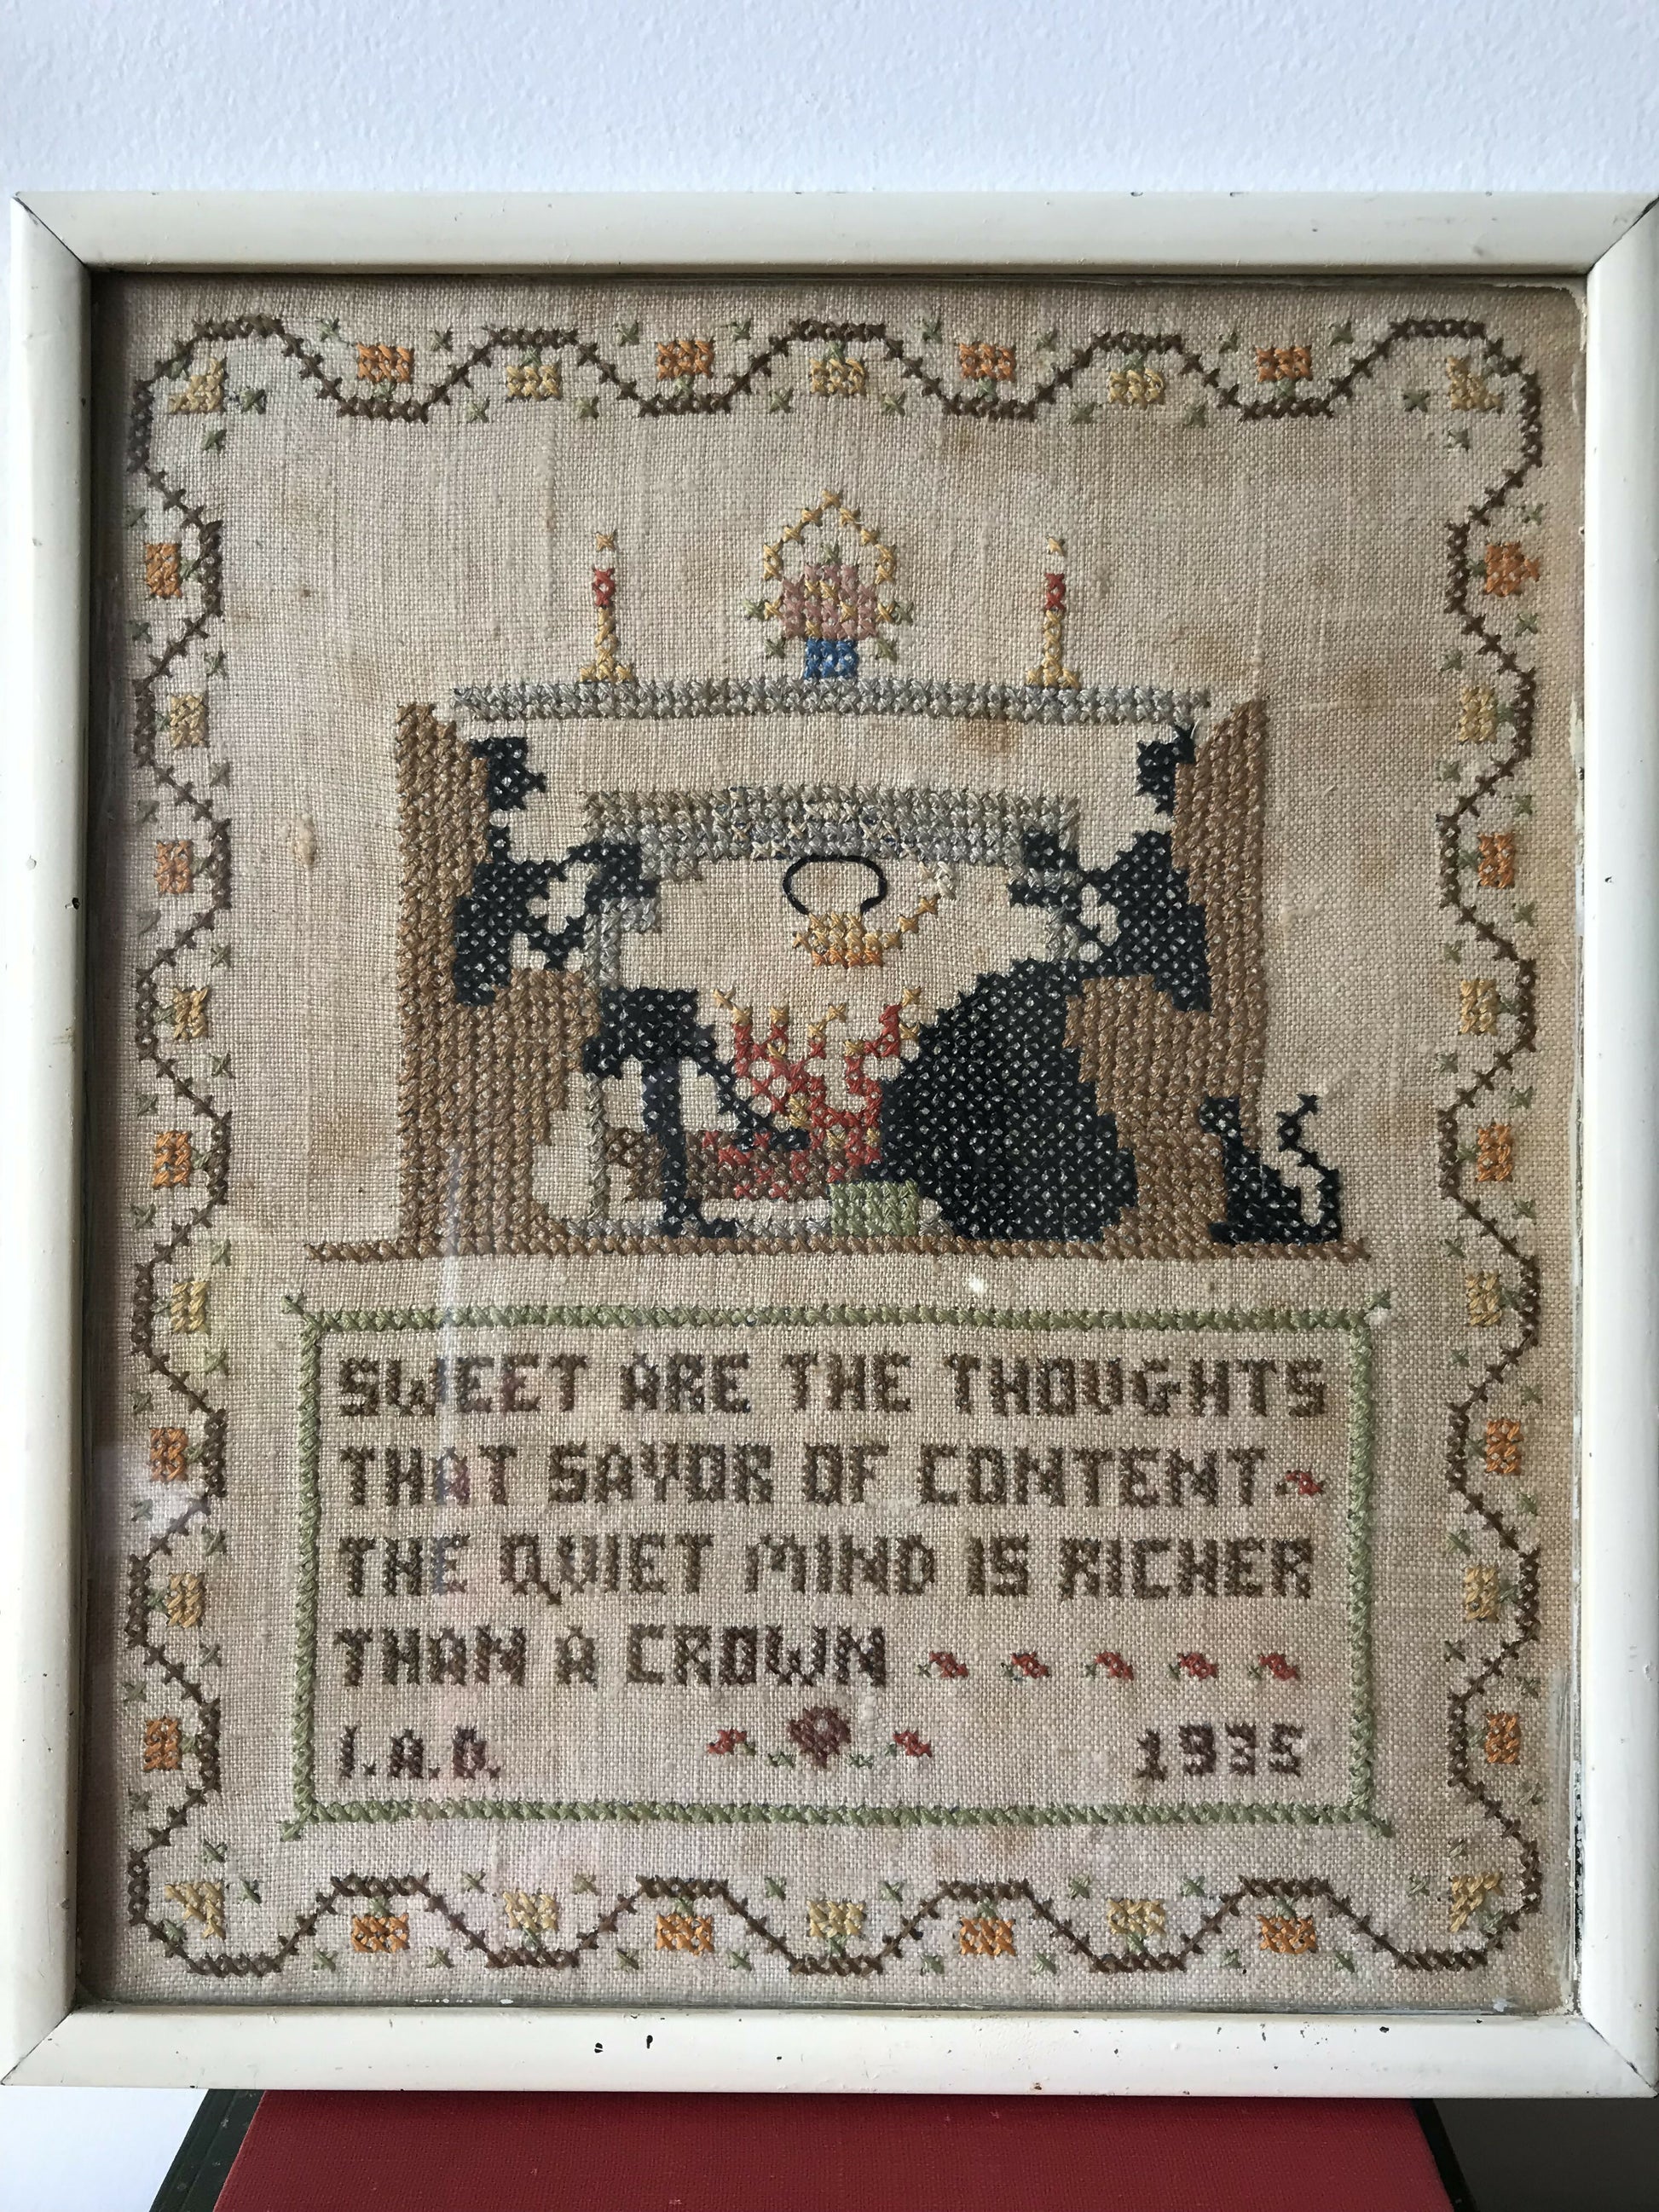 SWEET ARE THE THOUGHTS
THAT SAVOR OF CONTENT
THE QUIET MIND IS RICHER
THAN A CROWN
I.A.D. 1935